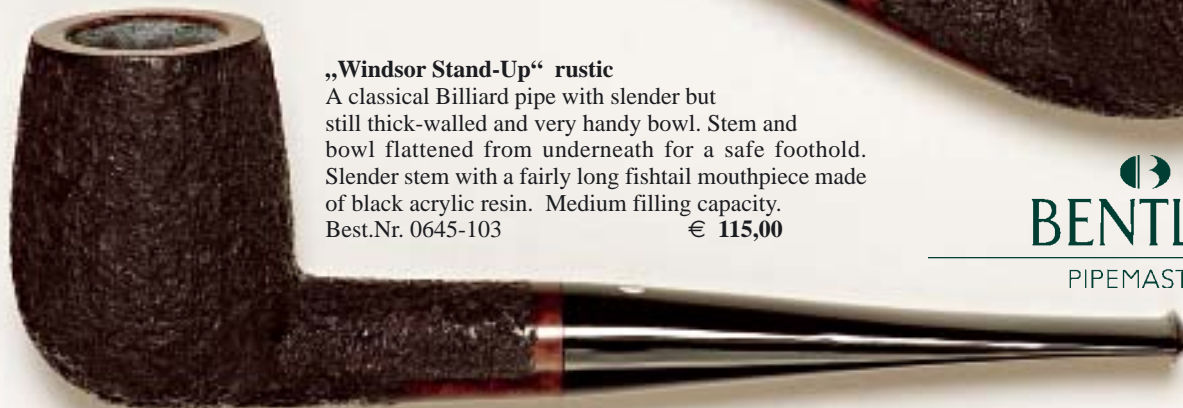 „Windsor Stand-Up“ rustic
A classical Billiard pipe with slender but
still thick-walled and very handy bowl. Stem and
bowl flattened from underneath for a safe foothold.
Slender stem with a fairly long fishtail mouthpiece made
of black acrylic resin. Medium filling capacity.
Best.Nr. 0645-103 € 115,00